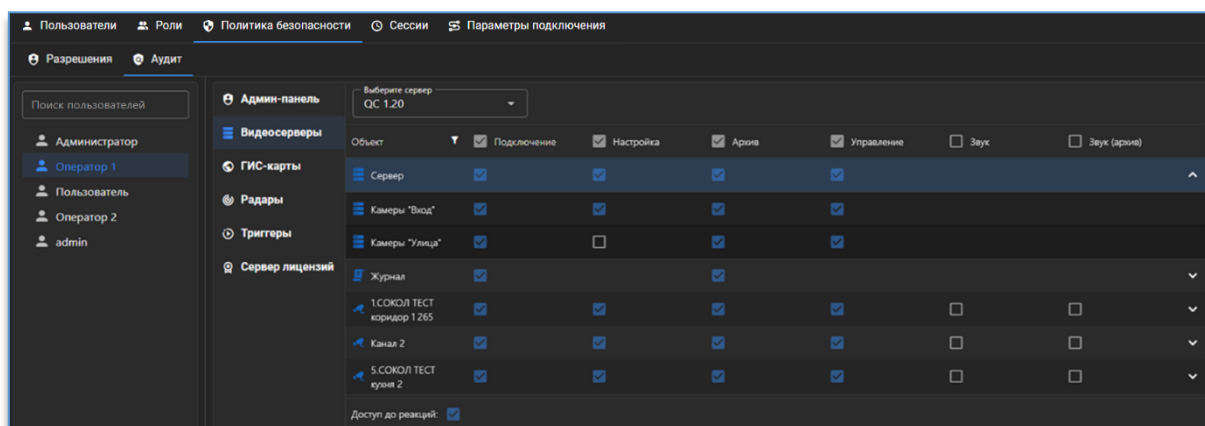 Пользователи Роли Политика безопасности Сессии Параметры подключения
Разрешения Аудит
Поиск пользователей
Администратор
Оператор 1
Пользователь
Оператор 2
admin
Админ-панель
Видеосерверы
ГИС-карты
Радары
Триггеры
Сервер лицензий
Выберите сервер
QC 1.20
Объект Подключение Настройка Архив Управление Звук Звук (архив)
Сервер
Камеры "Вход"
Камеры "Улица"
Журнал
1.СОКОЛ ТЕСТ
коридор 1 265
Канал 2
5.СОКОЛ ТЕСТ
кухня 2
Доступ до реакций: